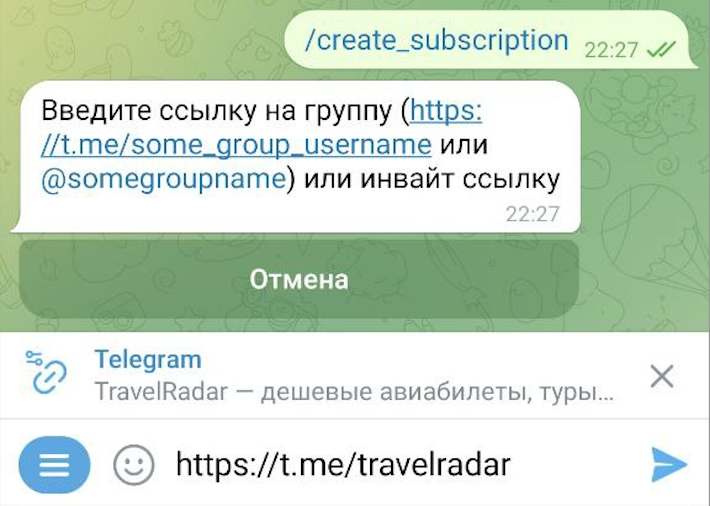 /create_subscription 22:27
Введите ссылку на группу (https:
//t.me/some_group_username или
@somegroupname) или инвайт ссылку
22:27
Отмена
Telegram
TravelRadar — дешевые авиабилеты, туры...
https://t.me/travelradar